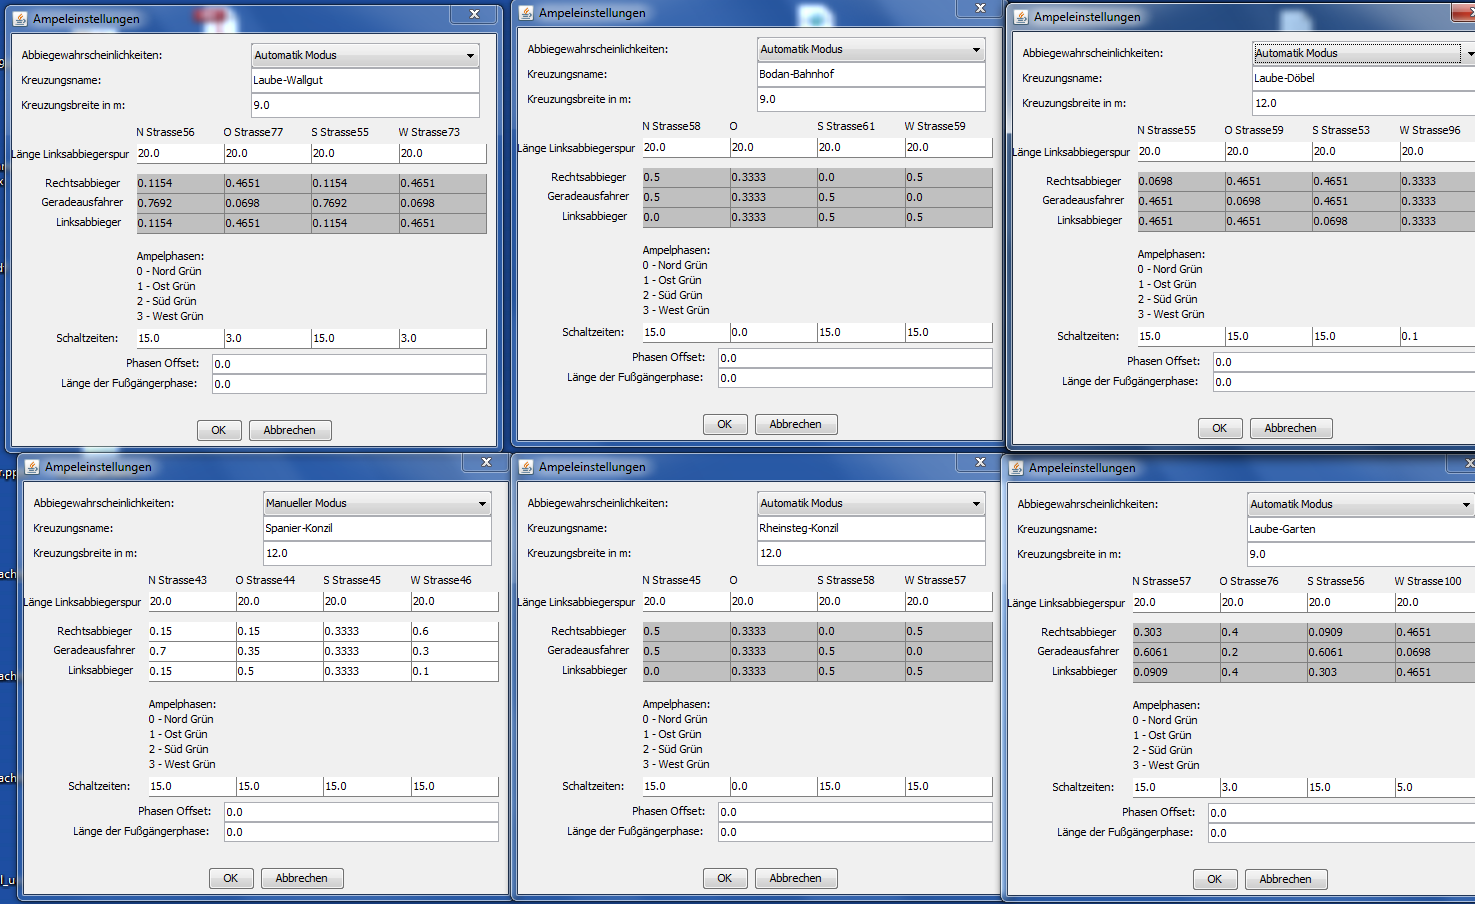 Ampeleinstellungen
Abbiegewahrscheinlichkeiten: Automatik Modus
Kreuzungsname: Laube-Wallgut
Kreuzungsbreite in m: 9.0
N Strasse56 O Strasse77 S Strasse55 W Strasse73
Länge Linksabbiegerspur 20.0 20.0 20.0 20.0
Rechtsabbieger 0.1154 0.4651 0.1154 0.4651
Geradeausfahrer 0.7692 0.0698 0.7692 0.0698
Linksabbieger 0.1154 0.4651 0.1154 0.4651
Ampelphasen:
0 - Nord Grün
1 - Ost Grün
2 - Süd Grün
3 - West Grün
Schaltzeiten: 15.0 3.0 15.0 3.0
Phasen Offset: 0.0
Länge der Fußgängerphase: 0.0
OK Abbrechen
Ampeleinstellungen
Abbiegewahrscheinlichkeiten: Automatik Modus
Kreuzungsname: Bodan-Bahnhof
Kreuzungsbreite in m: 9.0
N Strasse58 O S Strasse61 W Strasse59
Länge Linksabbiegerspur 20.0 20.0 20.0 20.0
Rechtsabbieger 0.5 0.3333 0.0 0.5
Geradeausfahrer 0.5 0.3333 0.5 0.0
Linksabbieger 0.0 0.3333 0.5 0.5
Ampelphasen:
0 - Nord Grün
1 - Ost Grün
2 - Süd Grün
3 - West Grün
Schaltzeiten: 15.0 0.0 15.0 15.0
Phasen Offset: 0.0
Länge der Fußgängerphase: 0.0
OK Abbrechen
Ampeleinstellungen
Abbiegewahrscheinlichkeiten: Automatik Modus
Kreuzungsname: Laube-Döbel
Kreuzungsbreite in m: 12.0
N Strasse55 O Strasse59 S Strasse53 W Strasse96
Länge Linksabbiegerspur 20.0 20.0 20.0 20.0
Rechtsabbieger 0.0698 0.4651 0.4651 0.3333
Geradeausfahrer 0.4651 0.0698 0.4651 0.3333
Linksabbieger 0.4651 0.4651 0.0698 0.3333
Ampelphasen:
0 - Nord Grün
1 - Ost Grün
2 - Süd Grün
3 - West Grün
Schaltzeiten: 15.0 15.0 15.0 0.1
Phasen Offset: 0.0
Länge der Fußgängerphase: 0.0
OK Abbrechen
Ampeleinstellungen
Abbiegewahrscheinlichkeiten: Manueller Modus
Kreuzungsname: Spanier-Konzil
Kreuzungsbreite in m: 12.0
N Strasse43 O Strasse44 S Strasse45 W Strasse46
Länge Linksabbiegerspur 20.0 20.0 20.0 20.0
Rechtsabbieger 0.15 0.15 0.3333 0.6
Geradeausfahrer 0.7 0.35 0.3333 0.3
Linksabbieger 0.15 0.5 0.3333 0.1
Ampelphasen:
0 - Nord Grün
1 - Ost Grün
2 - Süd Grün
3 - West Grün
Schaltzeiten: 15.0 15.0 15.0 15.0
Phasen Offset: 0.0
Länge der Fußgängerphase: 0.0
OK Abbrechen
Ampeleinstellungen
Abbiegewahrscheinlichkeiten: Automatik Modus
Kreuzungsname: Rheinsteg-Konzil
Kreuzungsbreite in m: 12.0
N Strasse45 O S Strasse58 W Strasse57
Länge Linksabbiegerspur 20.0 20.0 20.0 20.0
Rechtsabbieger 0.5 0.3333 0.0 0.5
Geradeausfahrer 0.5 0.3333 0.5 0.0
Linksabbieger 0.0 0.3333 0.5 0.5
Ampelphasen:
0 - Nord Grün
1 - Ost Grün
2 - Süd Grün
3 - West Grün
Schaltzeiten: 15.0 0.0 15.0 15.0
Phasen Offset: 0.0
Länge der Fußgängerphase: 0.0
OK Abbrechen
Ampeleinstellungen
Abbiegewahrscheinlichkeiten: Automatik Modus
Kreuzungsname: Laube-Garten
Kreuzungsbreite in m: 9.0
N Strasse57 O Strasse76 S Strasse56 W Strasse100
Länge Linksabbiegerspur 20.0 20.0 20.0 20.0
Rechtsabbieger 0.303 0.4 0.0909 0.4651
Geradeausfahrer 0.6061 0.2 0.6061 0.0698
Linksabbieger 0.0909 0.4 0.303 0.4651
Ampelphasen:
0 - Nord Grün
1 - Ost Grün
2 - Süd Grün
3 - West Grün
Schaltzeiten: 15.0 3.0 15.0 5.0
Phasen Offset: 0.0
Länge der Fußgängerphase: 0.0
OK Abbrechen